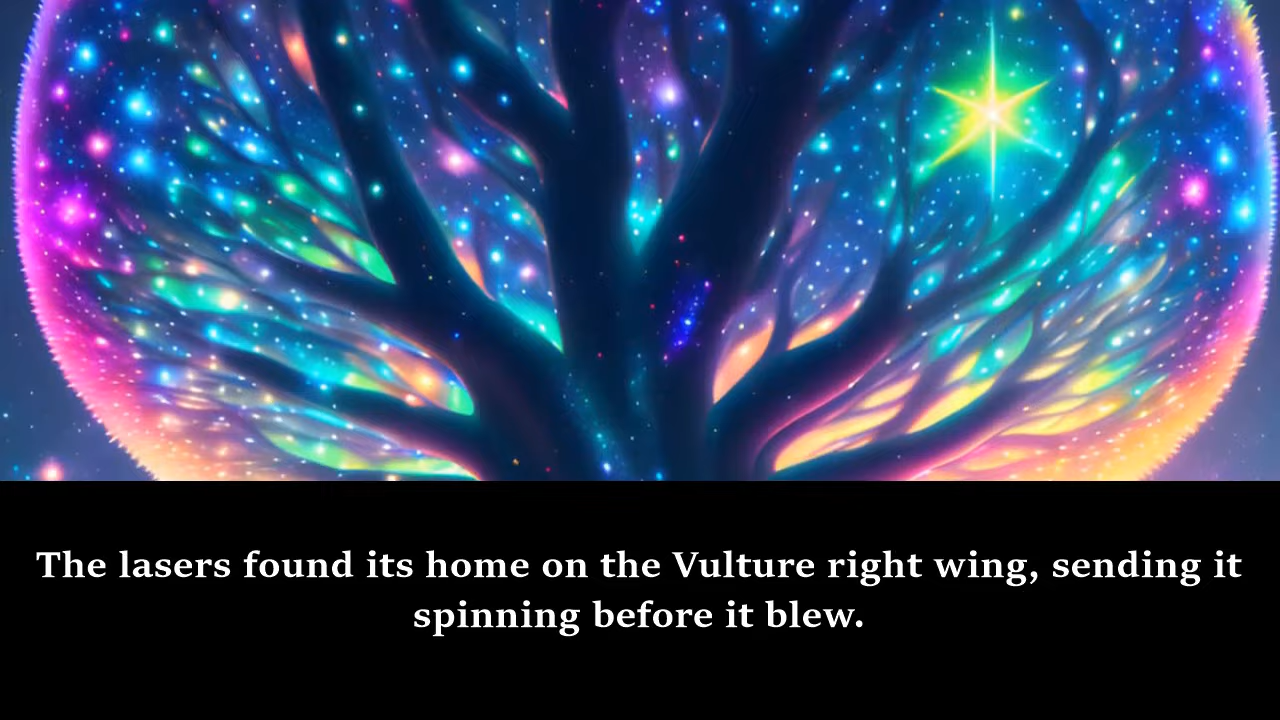 The lasers found its home on the Vulture right wing, sending it
spinning before it blew.